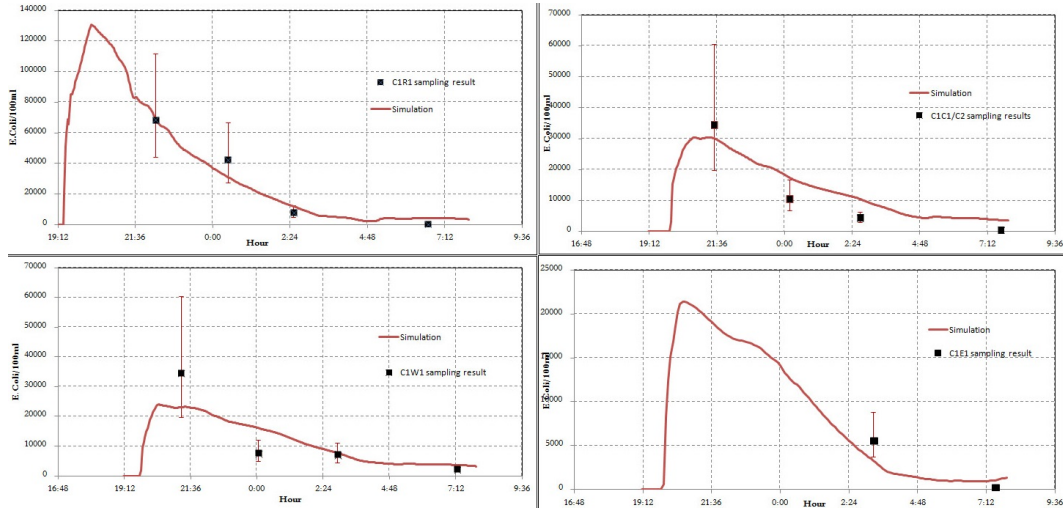 140000
120000
100000
80000
60000
40000
20000
0
E.Coli/100ml
C1R1 sampling result
Simulation
19:12 21:36 0:00 2:24 4:48 7:12 9:36
Hour
70000
60000
50000
40000
30000
20000
10000
0
E.Coli/100ml
Simulation
C1C1/C2 sampling results
16:48 19:12 21:36 0:00 2:24 4:48 7:12 9:36
Hour
70000
60000
50000
40000
30000
20000
10000
0
E.Coli/100ml
Simulation
C1W1 sampling result
16:48 19:12 21:36 0:00 2:24 4:48 7:12 9:36
Hour
25000
20000
15000
5000
0
E.Coli/100ml
Simulation
C1E1 sampling result
16:48 19:12 21:36 0:00 2:24 4:48 7:12 9:36
Hour